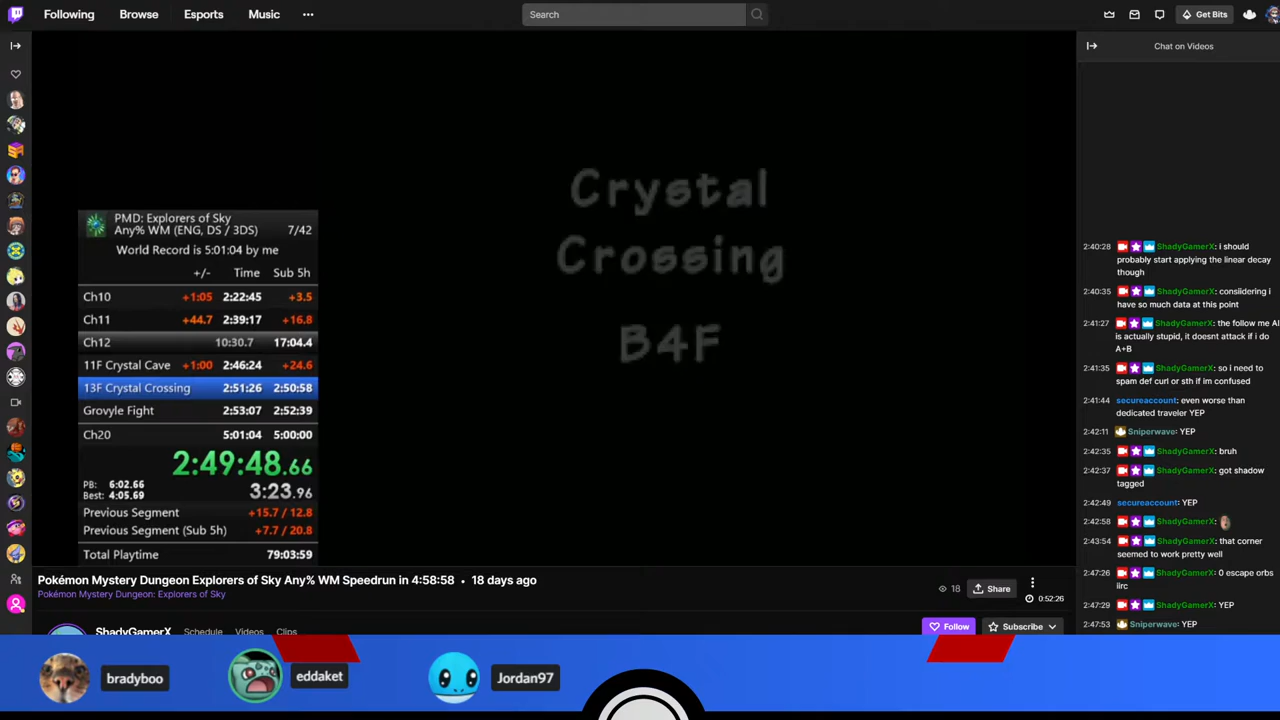 Following Browse Esports Music ••• Search Get Bits
Chat on Videos
Crystal
Crossing
B4F
PMD: Explorers of Sky
Any% WM (ENG, DS / 3DS) 7/42
World Record is 5:01:04 by me
+/- Time Sub 5h
Ch10 +1:05 2:22:45 +3.5
Ch11 +44.7 2:39:17 +16.8
Ch12 10:30.7 17:04.4
11F Crystal Cave +1:00 2:46:24 +24.6
13F Crystal Crossing 2:51:26 2:50:58
Grovyle Fight 2:53:07 2:52:39
Ch20 5:01:04 5:00:00
2:49:48.66
PB: 6:02.66
Best: 4:05.69
3:23.96
Previous Segment +15.7 / 12.8
Previous Segment (Sub 5h) +7.7 / 20.8
Total Playtime 79:03:59
2:40:28 ShadyGamerX: i should
probably start applying the linear decay
though
2:40:35 ShadyGamerX: considering i
have so much data at this point
2:41:27 ShadyGamerX: the follow me AI
is actually stupid, it doesnt attack if i do
A+B
2:41:35 ShadyGamerX: so i need to
spam def curl or sth if im confused
2:41:44 secureaccount: even worse than
dedicated traveler YEP
2:42:11 Sniperwave: YEP
2:42:35 ShadyGamerX: bruh
2:42:37 ShadyGamerX: got shadow
tagged
2:42:49 secureaccount: YEP
2:42:58 ShadyGamerX:
2:43:54 ShadyGamerX: that corner
seemed to work pretty well
2:47:26 ShadyGamerX: 0 escape orbs
iirc
2:47:29 ShadyGamerX: YEP
2:47:53 Sniperwave: YEP
Pokémon Mystery Dungeon Explorers of Sky Any% WM Speedrun in 4:58:58 • 18 days ago
Pokémon Mystery Dungeon: Explorers of Sky
18 Share
0:52:26
ShadyGamerX Schedule Videos Clips
Follow Subscribe
bradyboo eddaket Jordan97